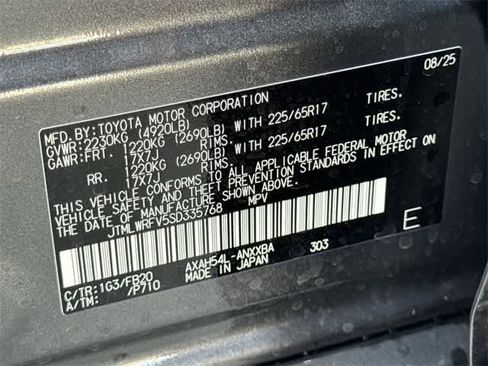 MFD.BY:TOYOTA MOTOR CORPORATION 08/25
GVWR:2230KG (4920LB)
GAWR:FRT. 1220KG (2690LB) WITH 225/65R17 TIRES.
17X7J RIMS,
RR. 1220KG (2690LB) WITH 225/65R17 TIRES.
17X7J RIMS,
THIS VEHICLE CONFORMS TO ALL APPLICABLE FEDERAL MOTOR
VEHICLE SAFETY AND THEFT PREVENTION STANDARDS IN EFFECT ON
THE DATE OF MANUFACTURE SHOWN ABOVE.
JTMLWRFV5SD335768 MPV
E
C/TR:1G3/FB20 AXAH54L-ANXXBA 303
A/TM: /P710 MADE IN JAPAN